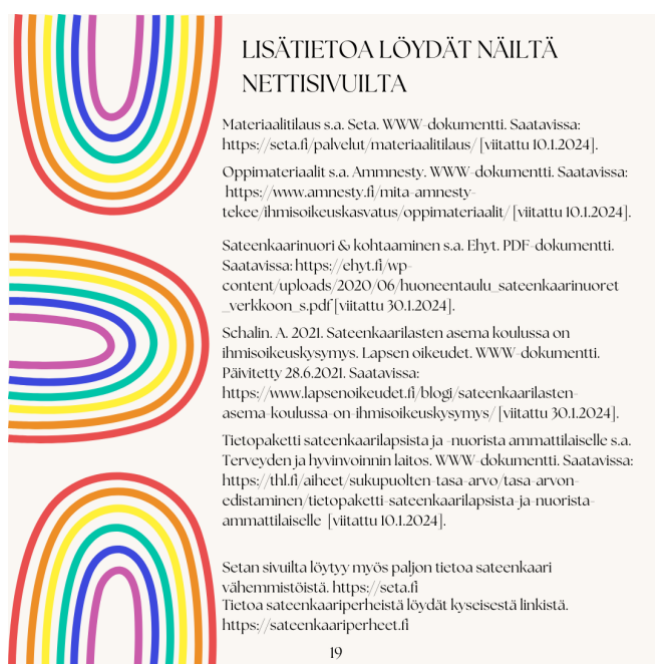 LISÄTIETOA LÖYDÄT NÄILTÄ
NETTISIVUILTA
Materiaalitilaus s.a. Seta. WWW-dokumentti. Saatavissa:
https://seta.fi/palvelut/materiaalitilaus/ [viitattu 10.1.2024].
Oppimateriaalit s.a. Ammnesty. WWW-dokumentti. Saatavissa:
https://www.amnesty.fi/mita-amnesty-
tekee/ihmisoikeuskasvatus/oppimateriaalit/ [viitattu 10.1.2024].
Sateenkaarinuori & kohtaaminen s.a. Ehyt. PDF-dokumentti.
Saatavissa: https://ehyt.fi/wp-
content/uploads/2020/06/huoneentaulu_sateenkaarinuoret
_verkkoon_s.pdf [viitattu 30.1.2024].
Schalin. A. 2021. Sateenkaarilasten asema koulussa on
ihmisoikeuskysymys. Lapsen oikeudet. WWW-dokumentti.
Päivitetty 28.6.2021. Saatavissa:
https://www.lapsenoikeudet.fi/blogi/sateenkaarilasten-
asema-koulussa-on-ihmisoikeuskysymys/ [viitattu 30.1.2024].
Tietopaketti sateenkaarilapsista ja -nuorista ammattilaiselle s.a.
Terveyden ja hyvinvoinnin laitos. WWW-dokumentti. Saatavissa:
https://thl.fi/aiheet/sukupuolten-tasa-arvo/tasa-arvon-
edistaminen/tietopaketti-sateenkaarilapsista-ja-nuorista-
ammattilaiselle [viitattu 10.1.2024].
Setan sivuilta löytyy myös paljon tietoa sateenkaari
vähemmistöistä. https://seta.fi
Tietoa sateenkaariperheistä löydät kyseisestä linkistä.
https://sateenkaariperheet.fi
19